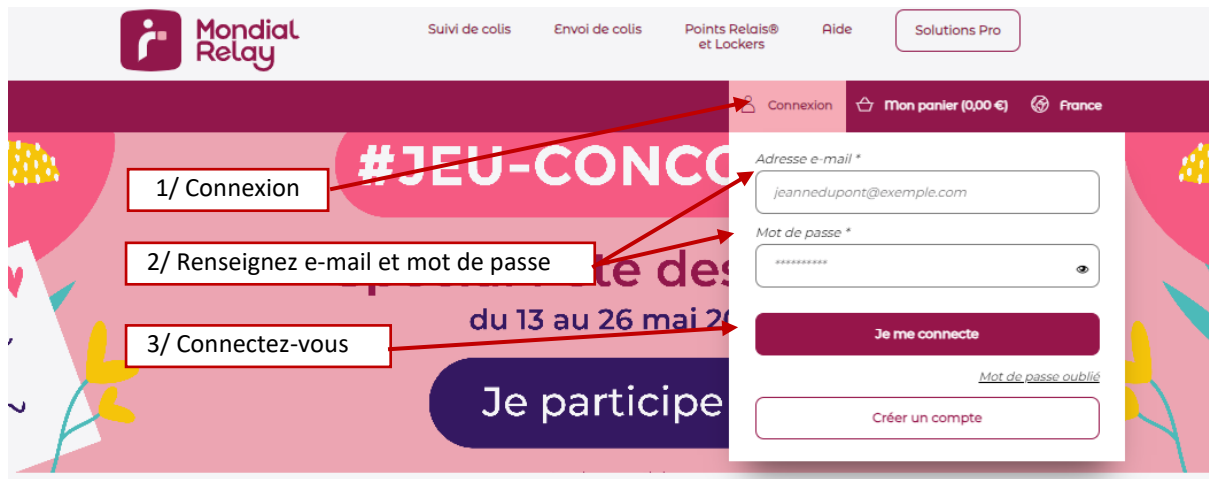 Mondial
Relay
Suivi de colis
Envoi de colis
Points Relais®
et Lockers
Aide
Solutions Pro
Connexion
Mon panier (0,00 €)
France
#JEU-CONCO
1/ Connexion
2/ Renseignez e-mail et mot de passe
3/ Connectez-vous
te des
du 13 au 26 mai 20
Je participe
Adresse e-mail *
jeannedupont@exemple.com
Mot de passe *
**********
Je me connecte
Mot de passe oublié
Créer un compte